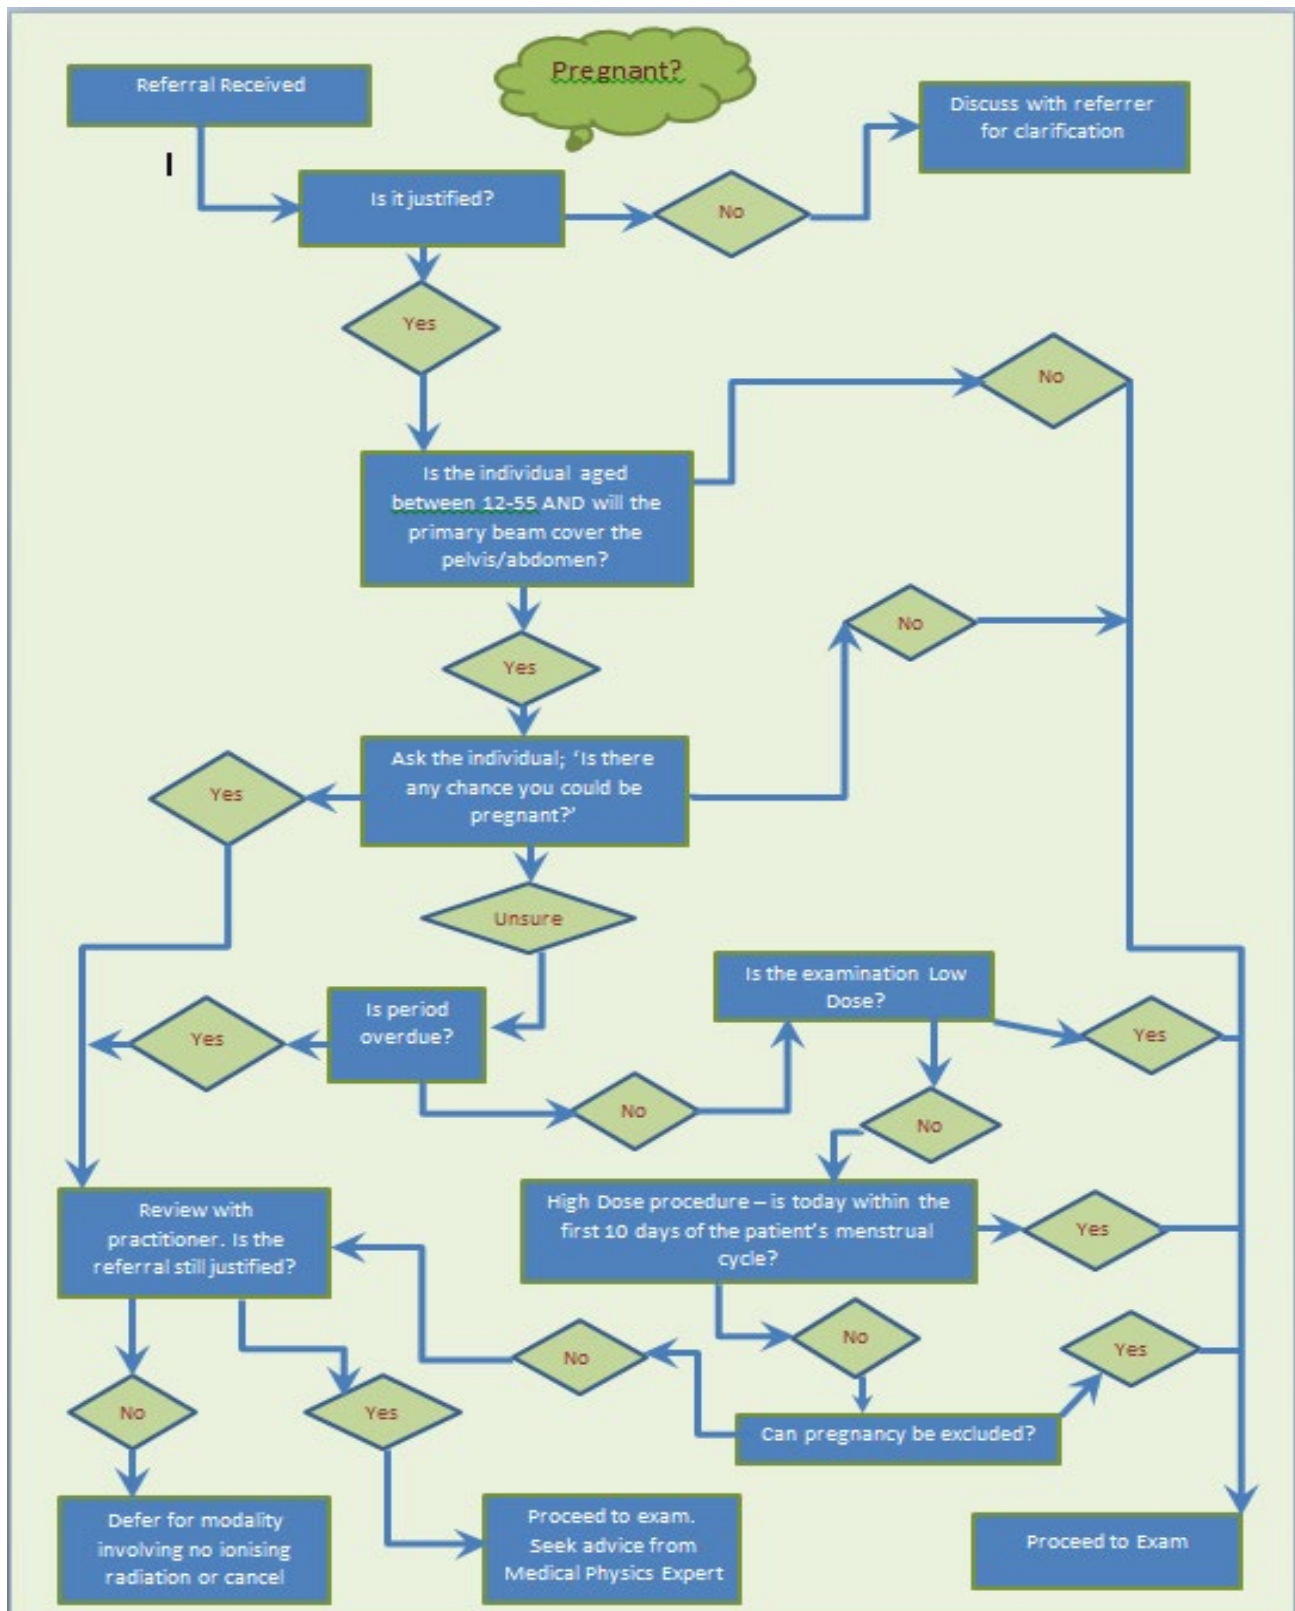 Pregnant?
Referral Received
Discuss with referrer
for clarification
Is it justified?
No
Yes
No
Is the individual aged
between 12-55 AND will the
primary beam cover the
pelvis/abdomen?
No
Yes
Ask the individual; ‘Is there
any chance you could be
pregnant?’
Yes
Unsure
Is the examination Low
Dose?
Is period
overdue?
Yes
Yes
No
No
High Dose procedure – is today within the
first 10 days of the patient’s menstrual
cycle?
Yes
Review with
practitioner. Is the
referral still justified?
No
Yes
No
No
Yes
Can pregnancy be excluded?
Defer for modality
involving no ionising
radiation or cancel
Proceed to exam.
Seek advice from
Medical Physics Expert
Proceed to Exam